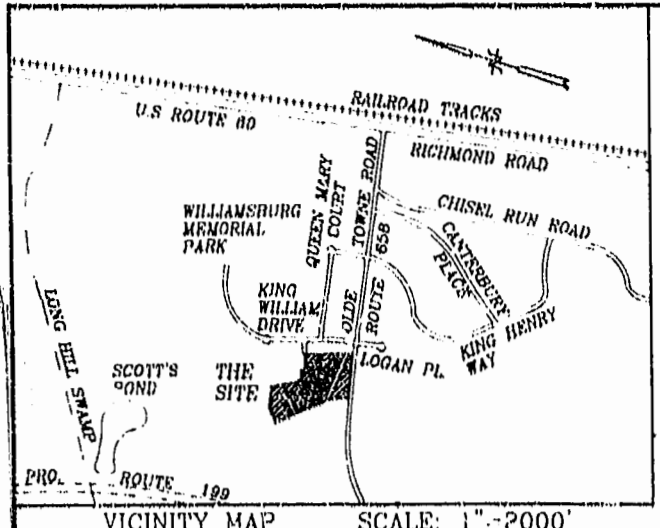 RAILROAD TRACKS
U.S ROUTE 60
RICHMOND ROAD
QUEEN MARY
COURT
OLDE TOWNE ROAD
ROUTE 658
CHISEL RUN ROAD
CANTERBURY
PLACE
WILLIAMSBURG
MEMORIAL
PARK
KING
WILLIAM
DRIVE
KING HENRY
WAY
LOGAN PL.
LONG HILL SWAMP
SCOTT'S
POND
THE
SITE
PRO. ROUTE 199
VICINITY MAP SCALE: 1"-2000'